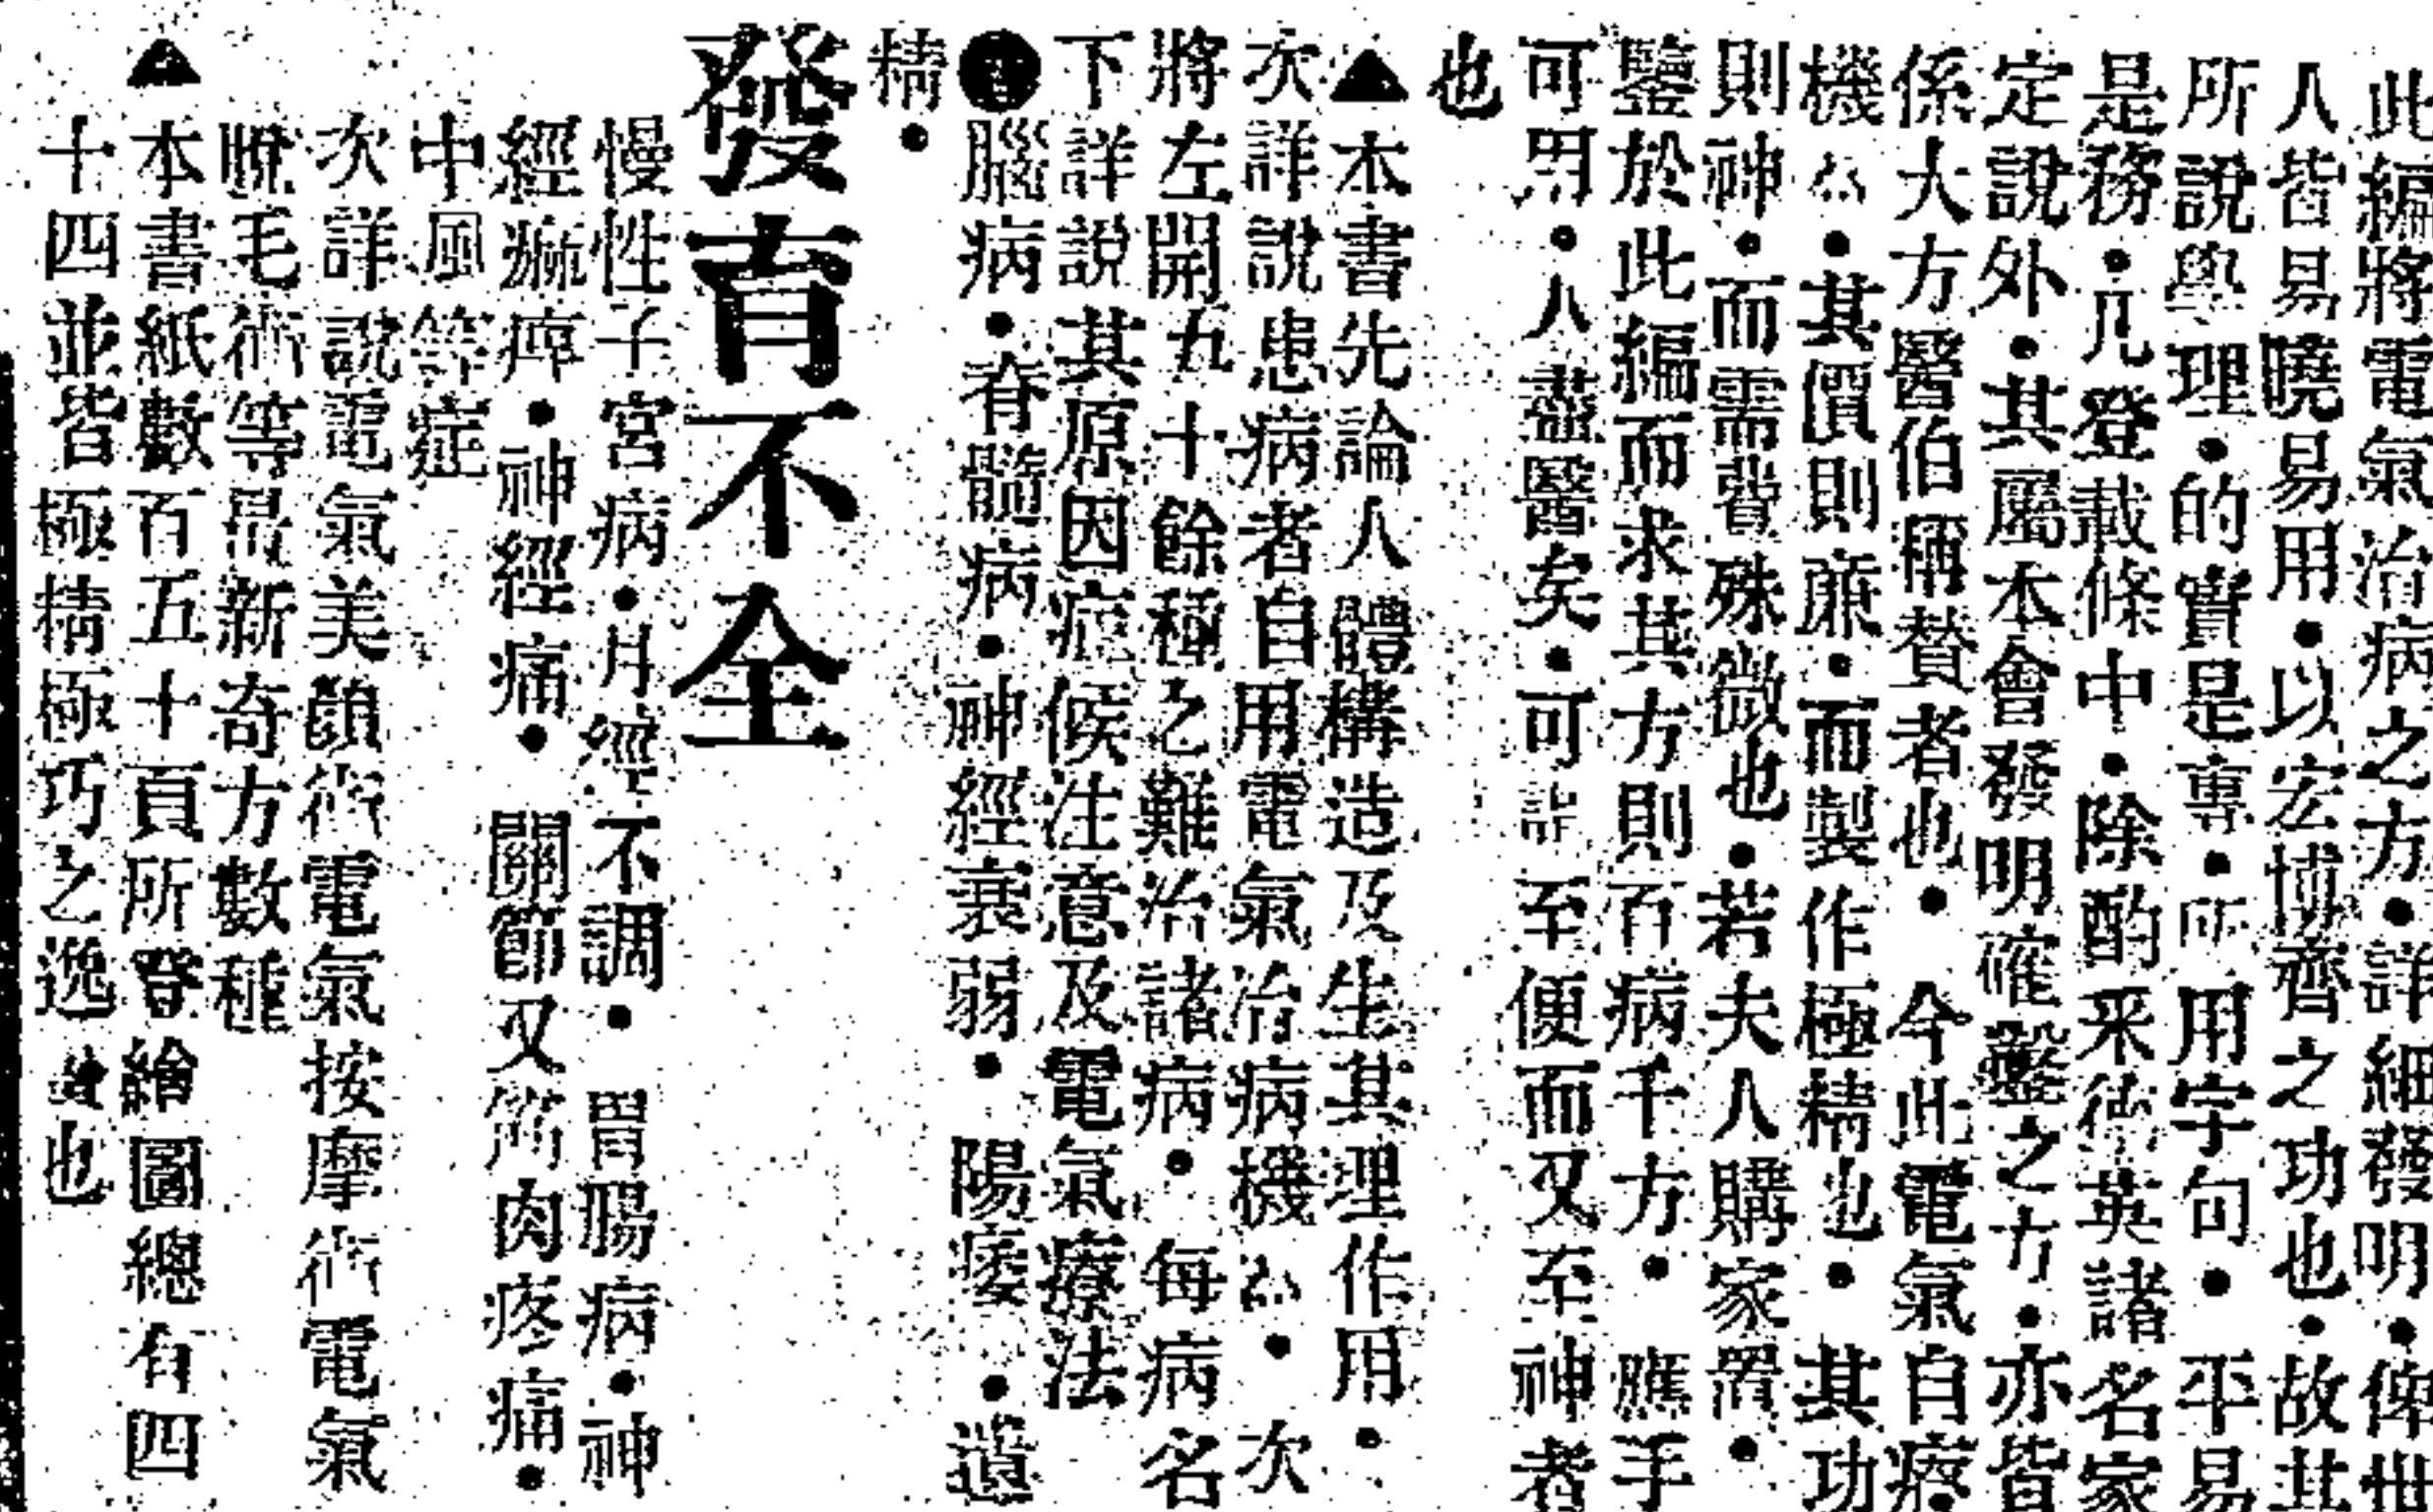 此編將電氣治病之方•詳細發明•俾世
人皆易曉易用•以宏博齊之功也•故其
所說學理•的實是專•所用字句•平易
是務•凡登載條中•除酌采德英諸名家
定說外•其屬本會發明確鑿之方•亦皆
係大方醫伯稱贊者也•今此電氣自療
機ハ•其價則廉•而製作極精也•其功
則神•而需費殊微也•若夫人購家置•
鑒於此編而求其方則百病千方•應手
可用•人盡醫矣•可許至便而又至神者
也
▲本書先論人體構造及生其理作用•
次詳說患病者自用電氣治病機ハ•次
將左開九十餘種之難治諸病•每病名
下詳說其原因症候注意及電氣療法
腦病•脊髓病•神經衰弱•陽痿•遺
精•
發育不全
慢性子宮病•月經不調•胃腸病•神
經痲痺•神經痛•關節又筋肉疼痛•
中風等症
次詳說電氣美顏術電氣按摩術電氣
脫毛術等最新奇方數種
▲本書紙數百五十頁所登繪圖總有四
十四並皆極精極巧之逸 也